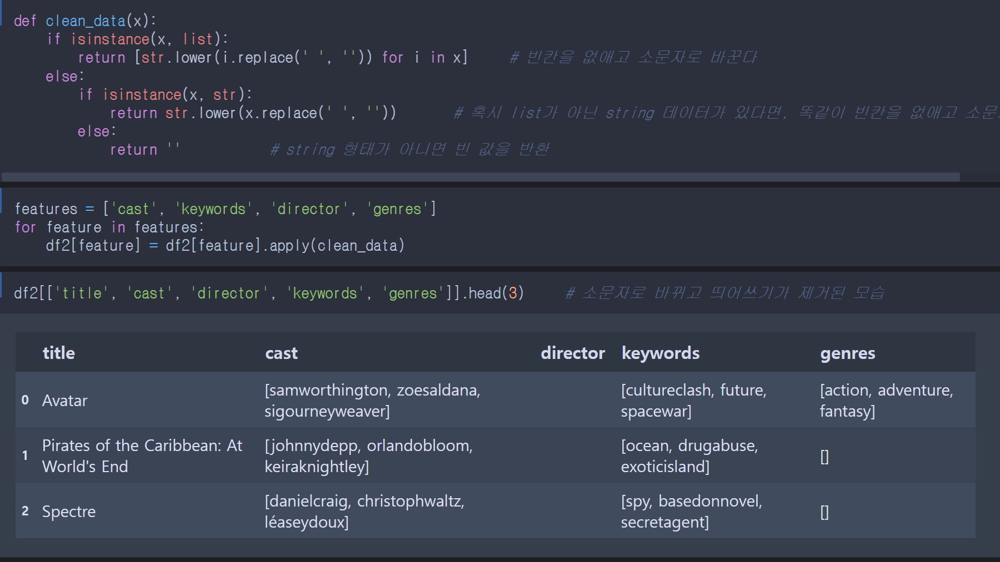 def clean_data(x):
    if isinstance(x, list):
        return [str.lower(i.replace(' ', '')) for i in x]     # 빈칸을 없애고 소문자로 바꾼다
    else:
        if isinstance(x, str):
            return str.lower(x.replace(' ', ''))       # 혹시 list가 아닌 string 데이터가 있다면, 똑같이 빈칸을 없애고 소문
        else:
            return ''           # string 형태가 아니면 빈 값을 반환
features = ['cast', 'keywords', 'director', 'genres']
for feature in features:
    df2[feature] = df2[feature].apply(clean_data)
df2[['title', 'cast', 'director', 'keywords', 'genres']].head(3)     # 소문자로 바뀌고 띄어쓰기가 제거된 모습
title cast director keywords genres
0 Avatar [samworthington, zoesaldana, sigourneyweaver] [cultureclash, future, spacewar] [action, adventure, fantasy]
1 Pirates of the Caribbean: At World's End [johnnydepp, orlandobloom, keiraknightley] [ocean, drugabuse, exoticisland] []
2 Spectre [danielcraig, christophwaltz, léaseydoux] [spy, basedonnovel, secretagent] []